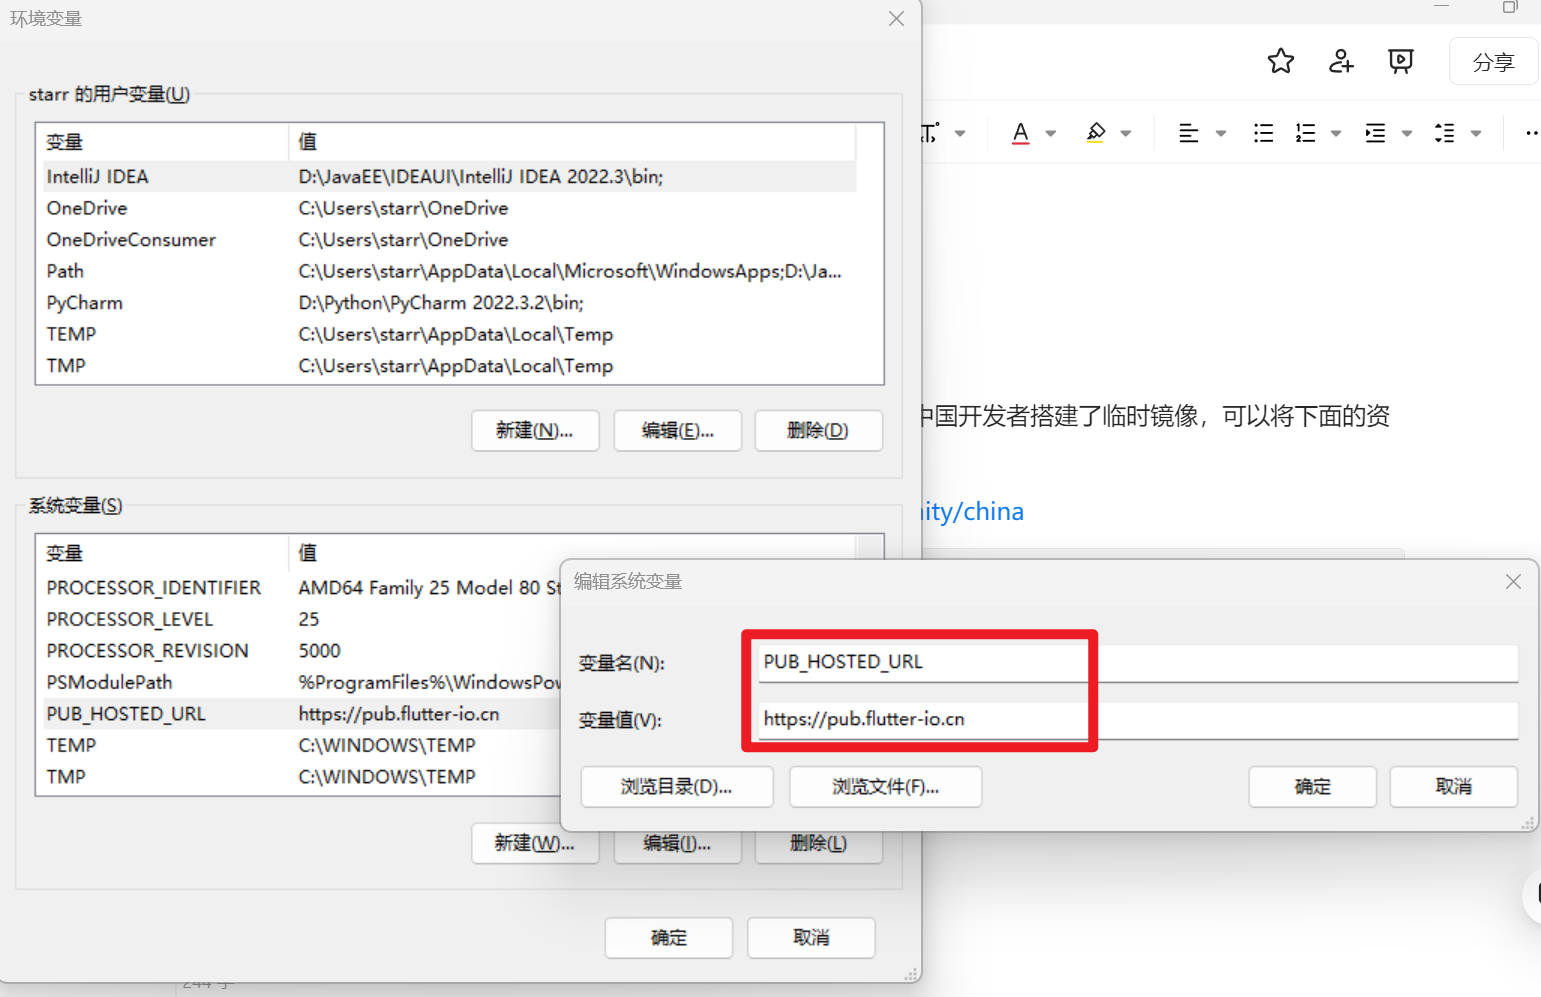 环境变量
starr 的用户变量(U)
变量 值
IntelliJ IDEA D:\JavaEE\IDEAUI\IntelliJ IDEA 2022.3\bin;
OneDrive C:\Users\starr\OneDrive
OneDriveConsumer C:\Users\starr\OneDrive
Path C:\Users\starr\AppData\Local\Microsoft\WindowsApps;D:\Ja...
PyCharm D:\Python\PyCharm 2022.3.2\bin;
TEMP C:\Users\starr\AppData\Local\Temp
TMP C:\Users\starr\AppData\Local\Temp
新建(N)... 编辑(E)... 删除(D)
系统变量(S)
变量 值
PROCESSOR_IDENTIFIER AMD64 Family 25 Model 80 St
PROCESSOR_LEVEL 25
PROCESSOR_REVISION 5000
PSModulePath %ProgramFiles%\WindowsPow
PUB_HOSTED_URL https://pub.flutter-io.cn
TEMP C:\WINDOWS\TEMP
TMP C:\WINDOWS\TEMP
新建(W)... 编辑(I)... 删除(L)
确定 取消
分享
中国开发者搭建了临时镜像，可以将下面的资
ity/china
编辑系统变量
变量名(N): PUB_HOSTED_URL
变量值(V): https://pub.flutter-io.cn
浏览目录(D)... 浏览文件(F)... 确定 取消
244 字